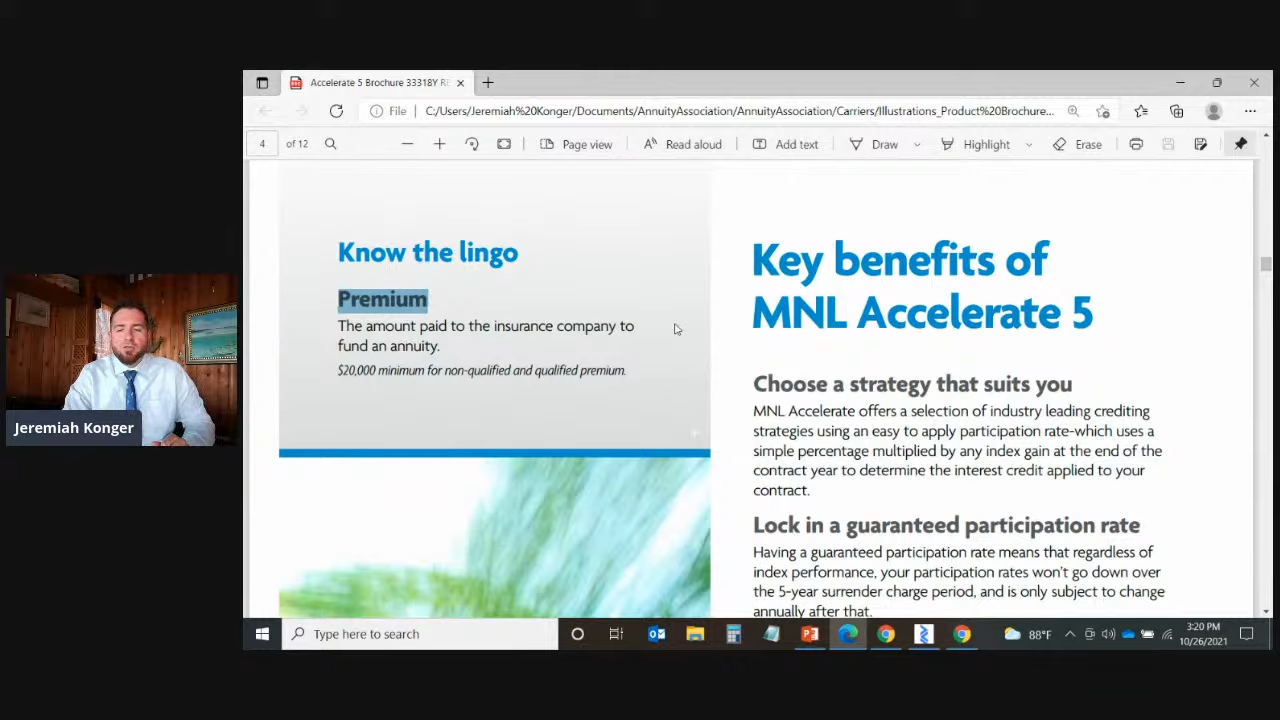 Accelerate 5 Brochure 33318Y RE
File
C:/Users/Jeremiah%20Konger/Documents/AnnuityAssociation/AnnuityAssociation/Carriers/Illustrations_Product%20Brochure...
4 of 12
Page view
Read aloud
Add text
Draw
Highlight
Erase
Know the lingo
Premium
The amount paid to the insurance company to
fund an annuity.
$20,000 minimum for non-qualified and qualified premium.
Key benefits of
MNL Accelerate 5
Choose a strategy that suits you
MNL Accelerate offers a selection of industry leading crediting
strategies using an easy to apply participation rate-which uses a
simple percentage multiplied by any index gain at the end of the
contract year to determine the interest credit applied to your
contract.
Lock in a guaranteed participation rate
Having a guaranteed participation rate means that regardless of
index performance, your participation rates won't go down over
the 5-year surrender charge period, and is only subject to change
annually after that.
Jeremiah Konger
Type here to search
88°F
3:20 PM
10/26/2021